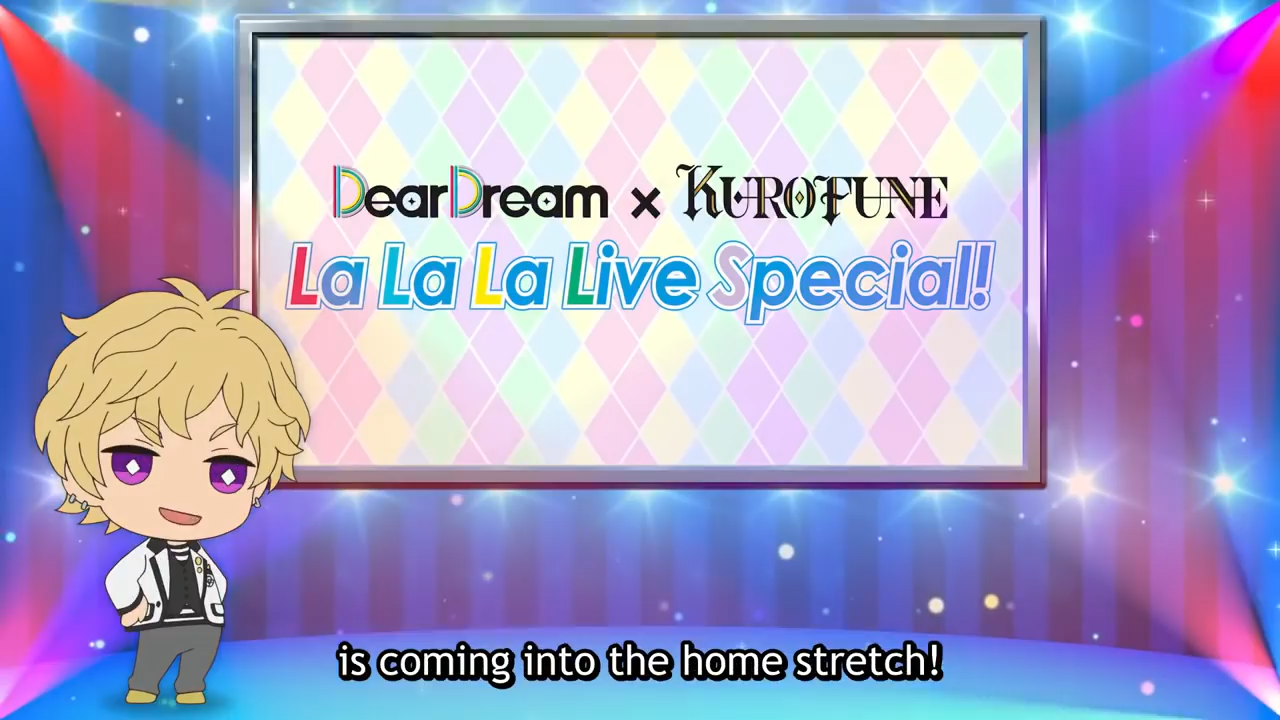 DearDream × KUROFUNE
La La La Live Special!
is coming into the home stretch!